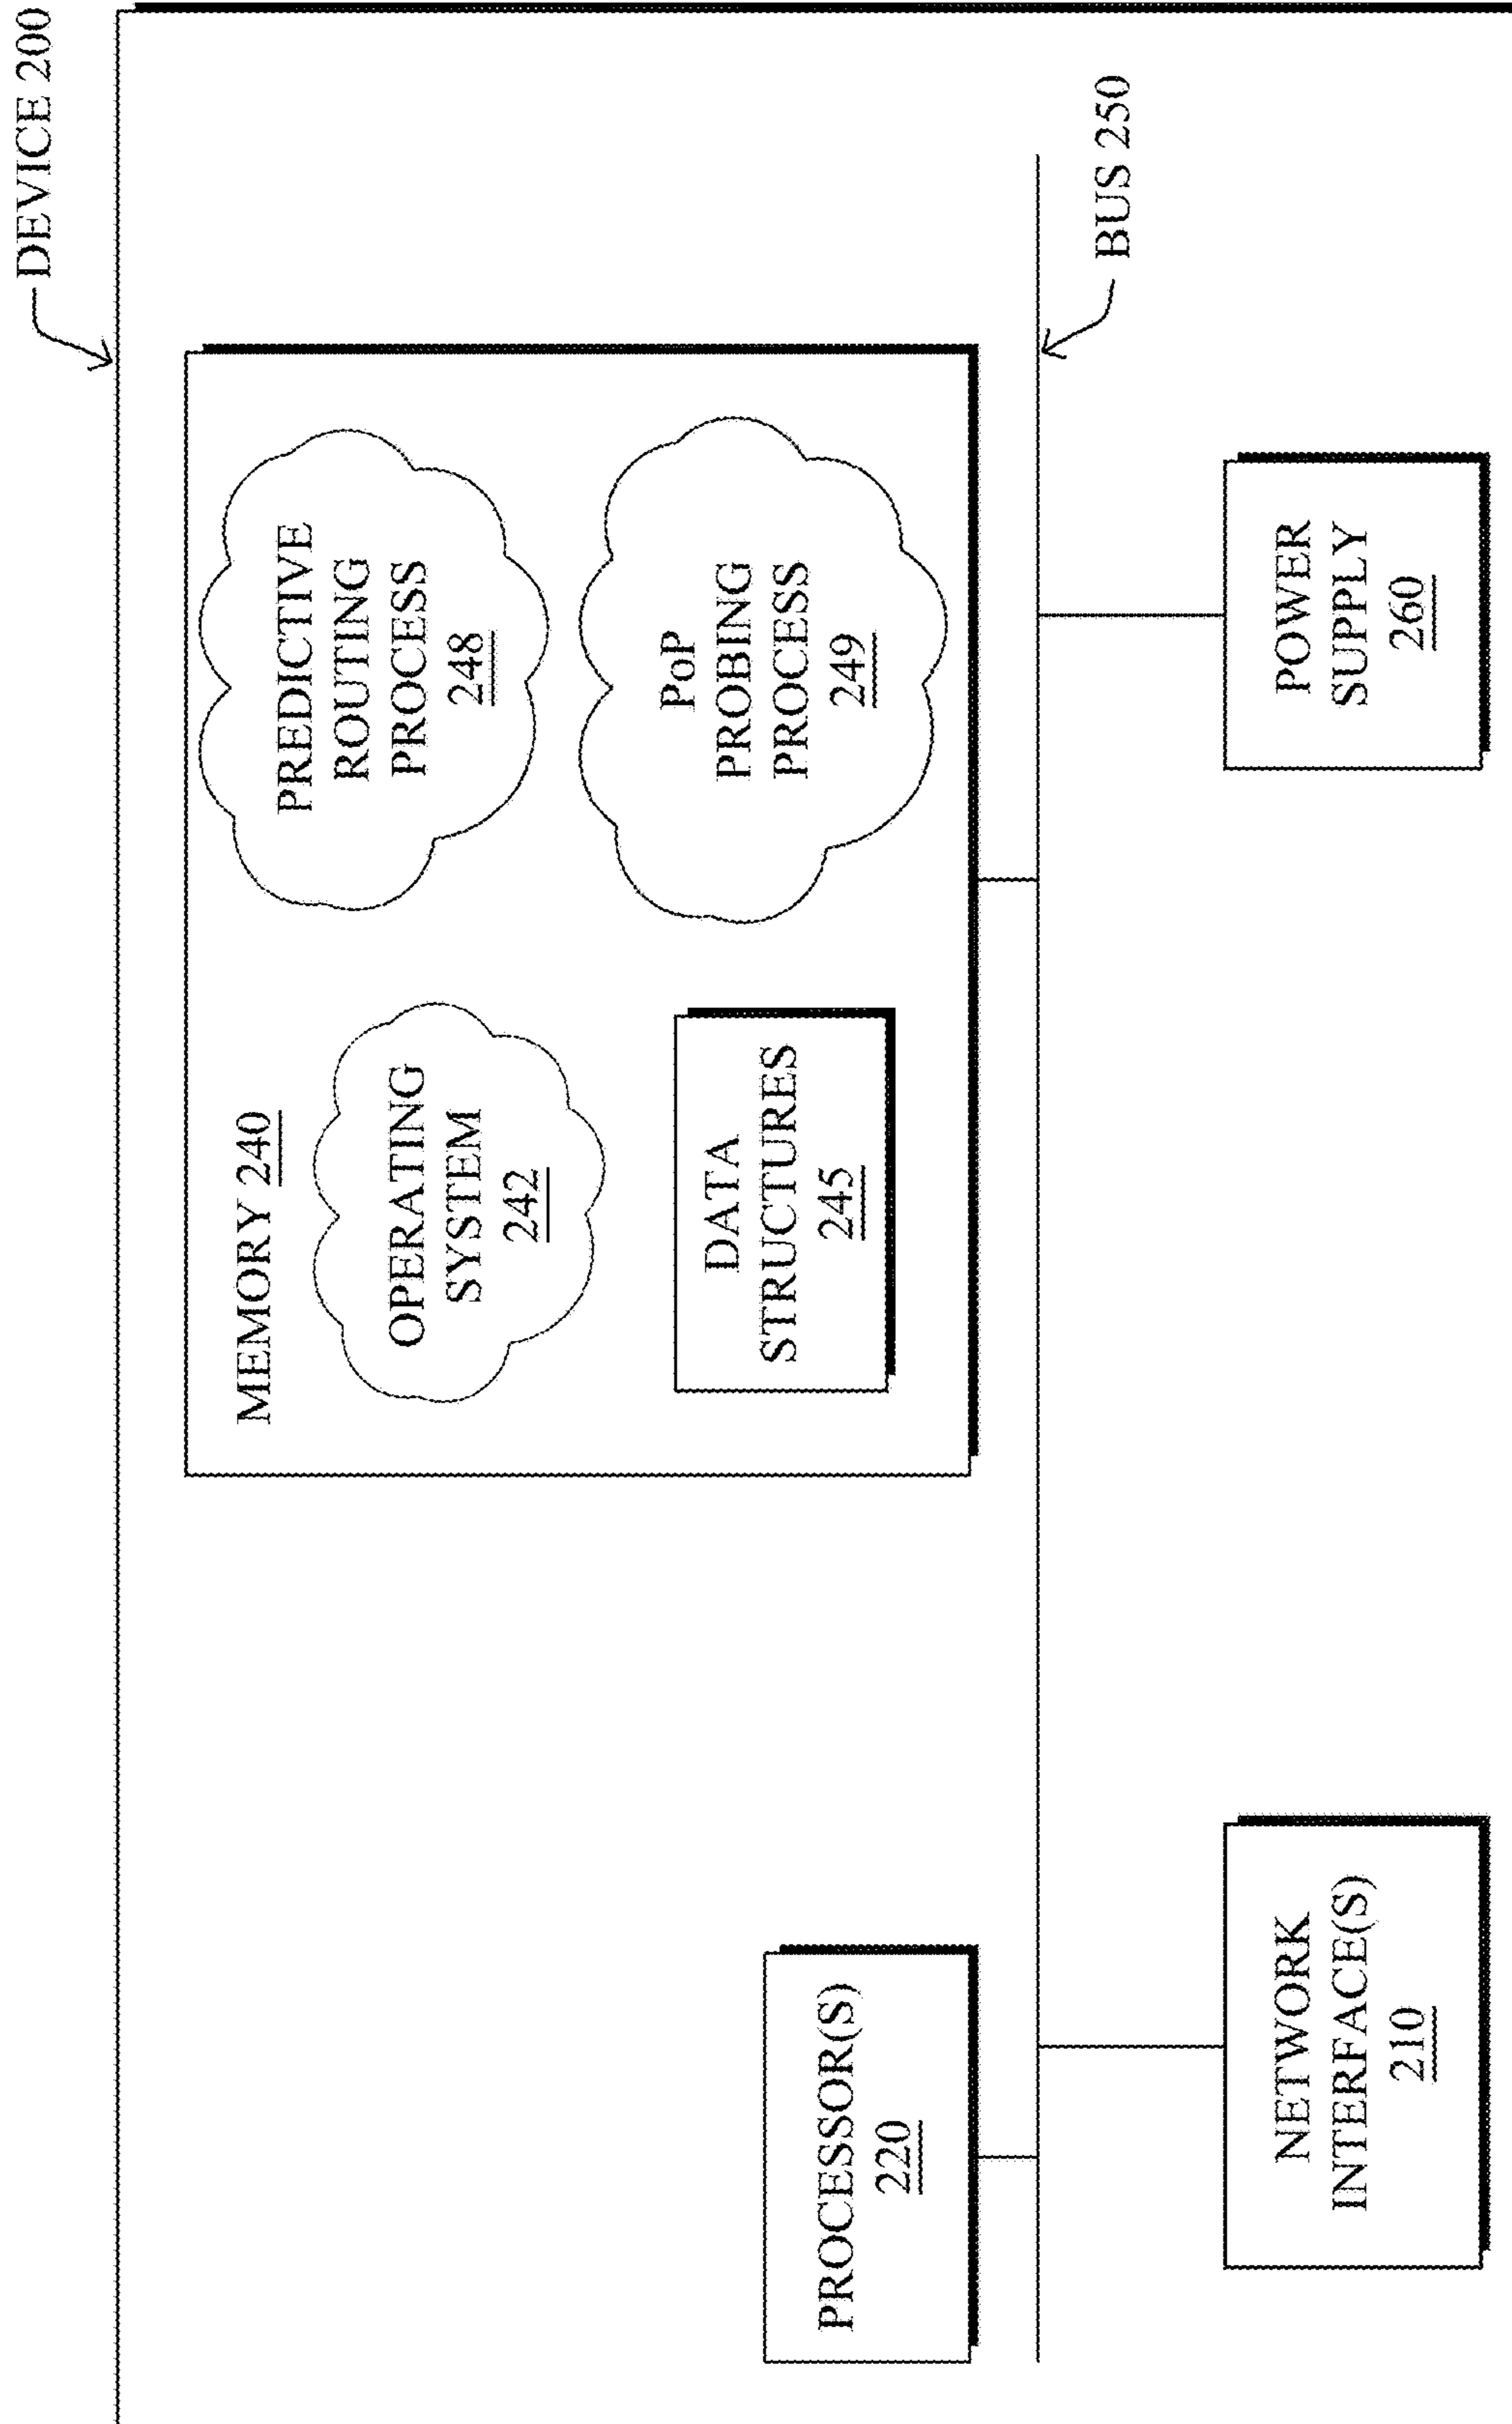 DEVICE 200
MEMORY 240
OPERATING
SYSTEM
242
DATA
STRUCTURES
245
PREDICTIVE
ROUTING
PROCESS
248
PoP
PROBING
PROCESS
249
PROCESSOR(S)
220
BUS 250
NETWORK
INTERFACE(S)
210
POWER
SUPPLY
260